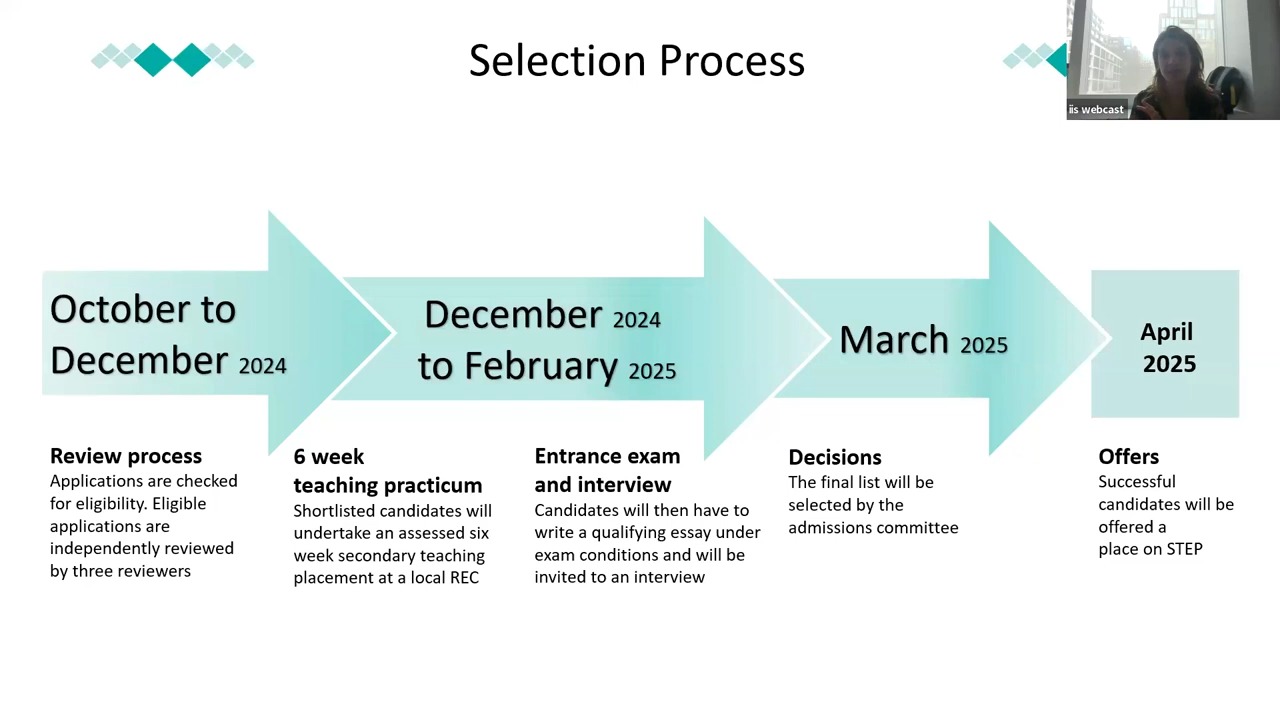 Selection Process
iis webcast
October to
December 2024
December 2024
to February 2025
March 2025
April
2025
Review process
Applications are checked
for eligibility. Eligible
applications are
independently reviewed
by three reviewers
6 week
teaching practicum
Shortlisted candidates will
undertake an assessed six
week secondary teaching
placement at a local REC
Entrance exam
and interview
Candidates will then have to
write a qualifying essay under
exam conditions and will be
invited to an interview
Decisions
The final list will be
selected by the
admissions committee
Offers
Successful
candidates will be
offered a
place on STEP